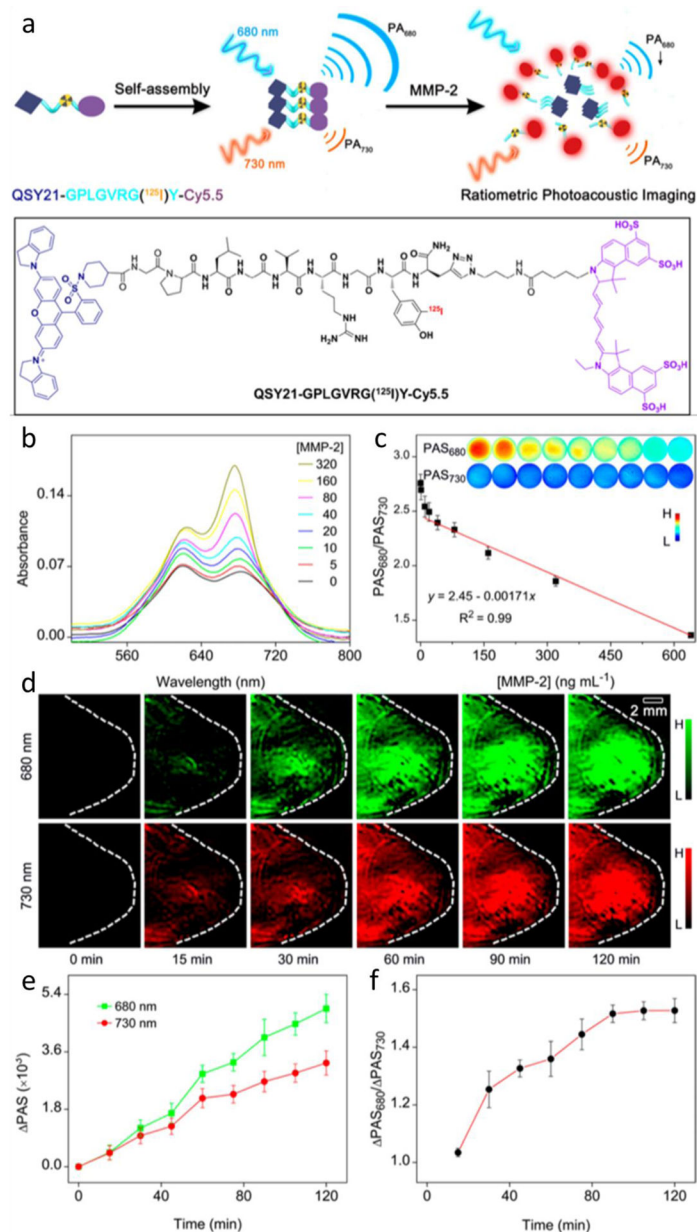 a
680 nm
PA680
Self-assembly
MMP-2
PA680
730 nm
PA730
PA730
QSY21-GPLGVRG(125I)Y-Cy5.5
Ratiometric Photoacoustic Imaging
SO3H
SO3H
N
O
N+
N
O
S
O
O
N
H
O
N
O
H
N
O
N
H
O
H
N
O
N
H
O
H
N
O
N
H
O
NH2
N=N
N
H
N
O
N
HN
H2N
NH
125I
OH
N
SO3H
SO3H
QSY21-GPLGVRG(125I)Y-Cy5.5
b
[MMP-2]
320
160
80
40
20
10
5
0
0.14
0.07
0.00
Absorbance
560
640
720
800
Wavelength (nm)
c
PAS680
PAS730
H
L
3.0
2.5
2.0
1.5
PAS680/PAS730
y = 2.45 - 0.00171x
R2 = 0.99
0
150
300
450
600
[MMP-2] (ng mL-1)
d
2 mm
680 nm
H
L
730 nm
H
L
0 min
15 min
30 min
60 min
90 min
120 min
e
680 nm
730 nm
5.4
3.6
1.8
0.0
ΔPAS (×10³)
0
40
80
120
Time (min)
f
1.6
1.4
1.2
1.0
ΔPAS680/ΔPAS730
0
40
80
120
Time (min)